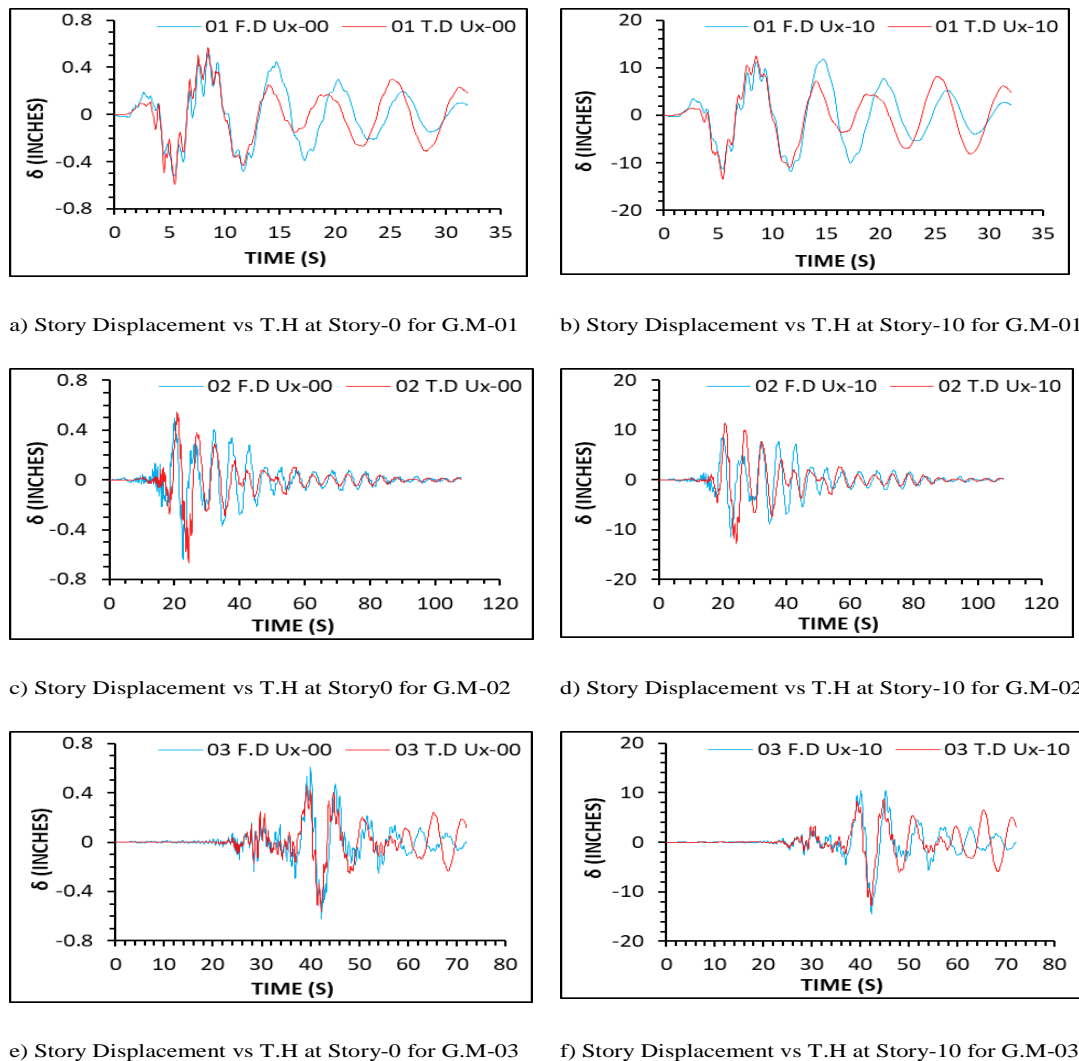 01 F.D Ux-00 01 T.D Ux-00
δ (INCHES)
0.8
0.4
0
-0.4
-0.8
0 5 10 15 20 25 30 35
TIME (S)
01 F.D Ux-10 01 T.D Ux-10
δ (INCHES)
20
10
0
-10
-20
0 5 10 15 20 25 30 35
TIME (S)
a) Story Displacement vs T.H at Story-0 for G.M-01
b) Story Displacement vs T.H at Story-10 for G.M-01
02 F.D Ux-00 02 T.D Ux-00
δ (INCHES)
0.8
0.4
0
-0.4
-0.8
0 20 40 60 80 100 120
TIME (S)
02 F.D Ux-10 02 T.D Ux-10
δ (INCHES)
20
10
0
-10
-20
0 20 40 60 80 100 120
TIME (S)
c) Story Displacement vs T.H at Story0 for G.M-02
d) Story Displacement vs T.H at Story-10 for G.M-02
03 F.D Ux-00 03 T.D Ux-00
δ (INCHES)
0.8
0.4
0
-0.4
-0.8
0 10 20 30 40 50 60 70 80
TIME (S)
03 F.D Ux-10 03 T.D Ux-10
δ (INCHES)
20
10
0
-10
-20
0 10 20 30 40 50 60 70 80
TIME (S)
e) Story Displacement vs T.H at Story-0 for G.M-03
f) Story Displacement vs T.H at Story-10 for G.M-03